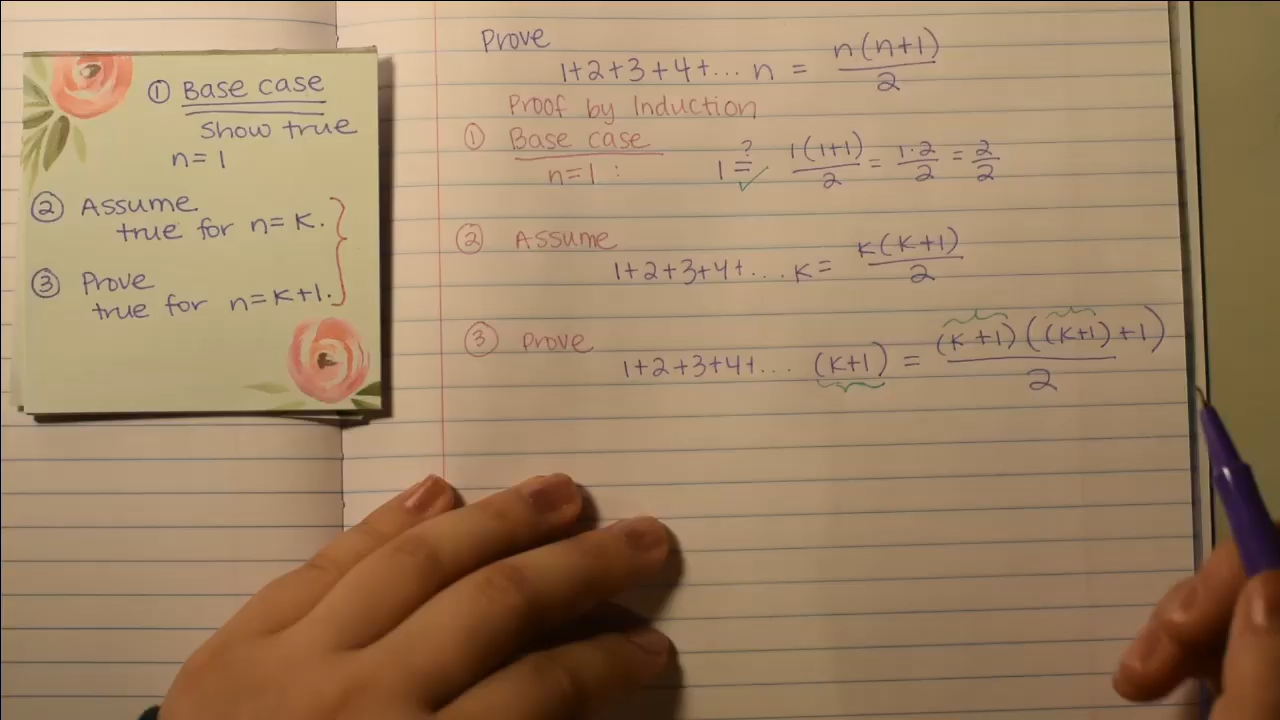 ① Base case
Show true
n=1
② Assume
true for n=k.
③ Prove
true for n=k+1.
Prove
1+2+3+4+... n = n(n+1)/2
Proof by Induction
① Base case
n=1: 1 ?= ✓ 1(1+1)/2 = 1·2/2 = 2/2
② Assume
1+2+3+4+... k = k(k+1)/2
③ Prove
1+2+3+4+... (k+1) = (k+1)((k+1)+1)/2